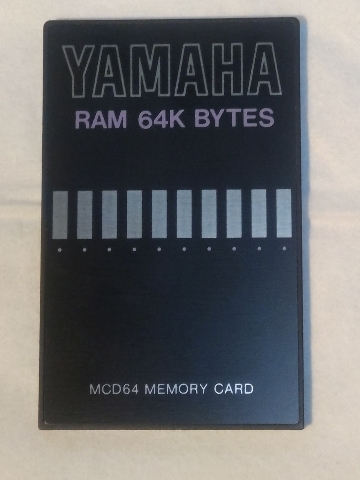 YAMAHA
RAM 64K BYTES
MCD64 MEMORY CARD